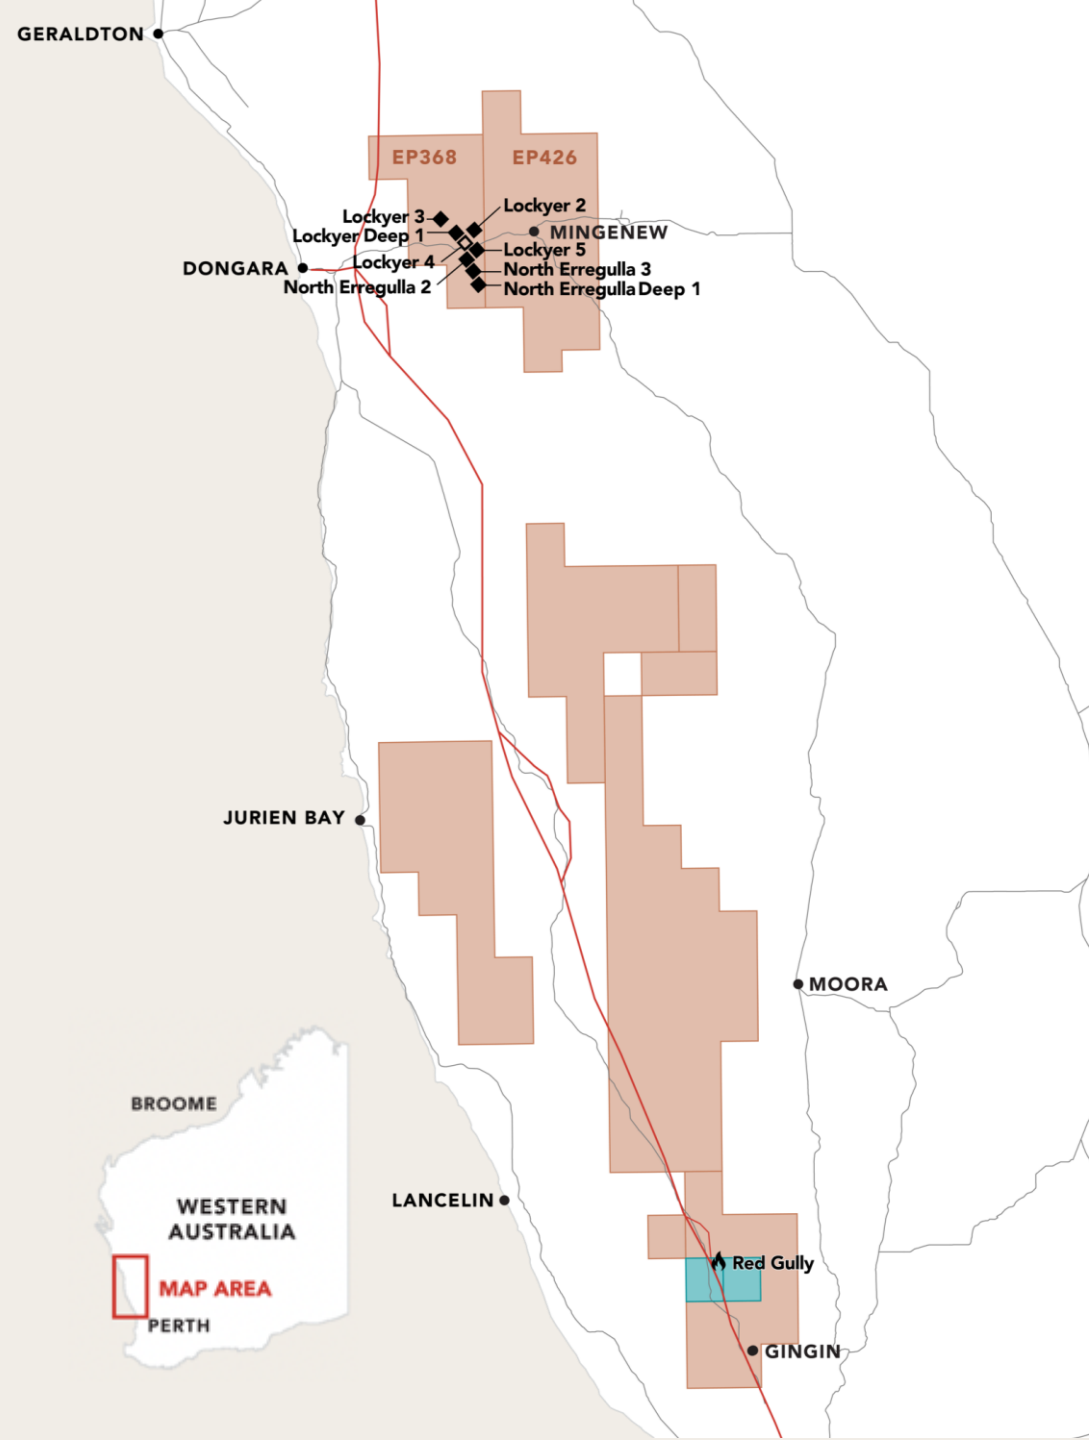 GERALDTON
EP368
EP426
Lockyer 2
Lockyer 3
MINGENEW
Lockyer Deep 1
Lockyer 5
Lockyer 4
DONGARA
North Erregulla 3
North Erregulla 2
North Erregulla Deep 1
JURIEN BAY
MOORA
BROOME
LANCELIN
WESTERN
AUSTRALIA
Red Gully
MAP AREA
PERTH
GINGIN